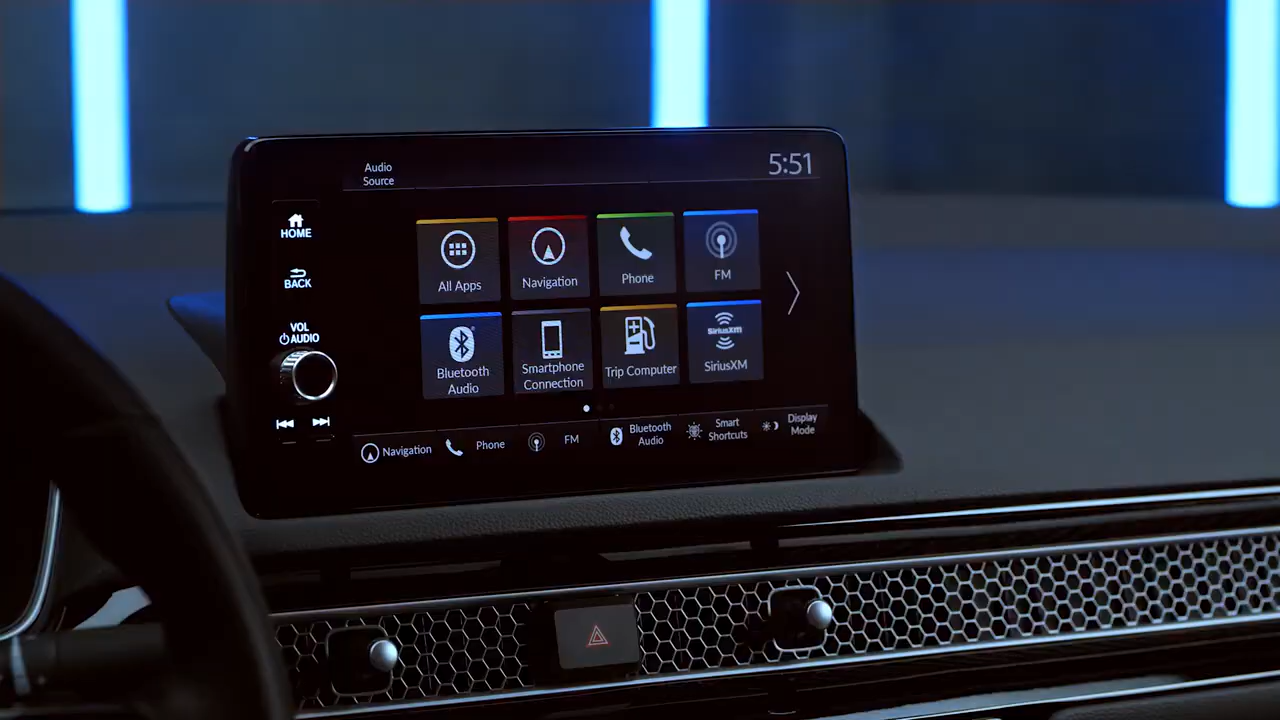 Audio
Source
5:51
HOME
BACK
VOL
AUDIO
All Apps
Navigation
Phone
FM
Bluetooth
Audio
Smartphone
Connection
Trip Computer
SiriusXM
SiriusXM
Navigation
Phone
FM
Bluetooth
Audio
Smart
Shortcuts
Display
Mode